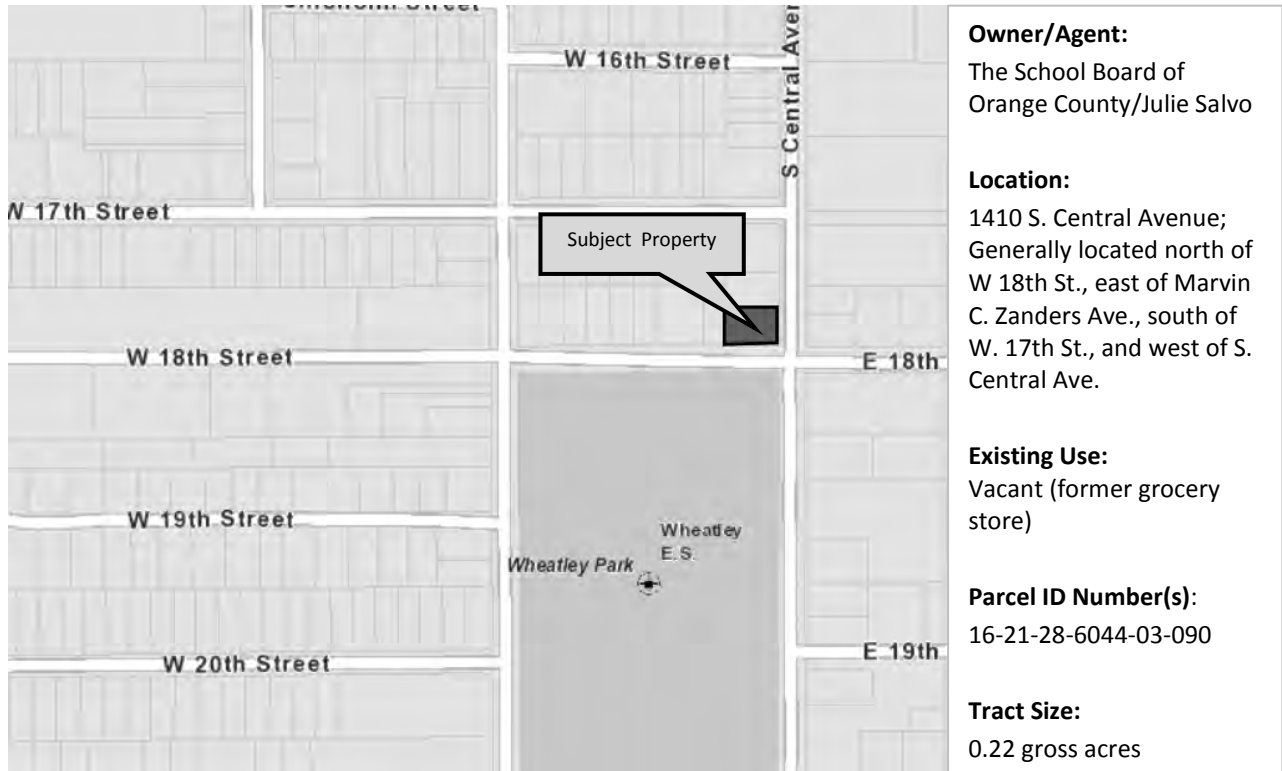 Chisholm Street
W 16th Street
S Central Aven
W 17th Street
Subject Property
W 18th Street
E 18th
W 19th Street
Wheatley
E.S.
Wheatley Park
W 20th Street
E 19th
Owner/Agent:
The School Board of
Orange County/Julie Salvo
Location:
1410 S. Central Avenue;
Generally located north of
W 18th St., east of Marvin
C. Zanders Ave., south of
W. 17th St., and west of S.
Central Ave.
Existing Use:
Vacant (former grocery
store)
Parcel ID Number(s):
16-21-28-6044-03-090
Tract Size:
0.22 gross acres